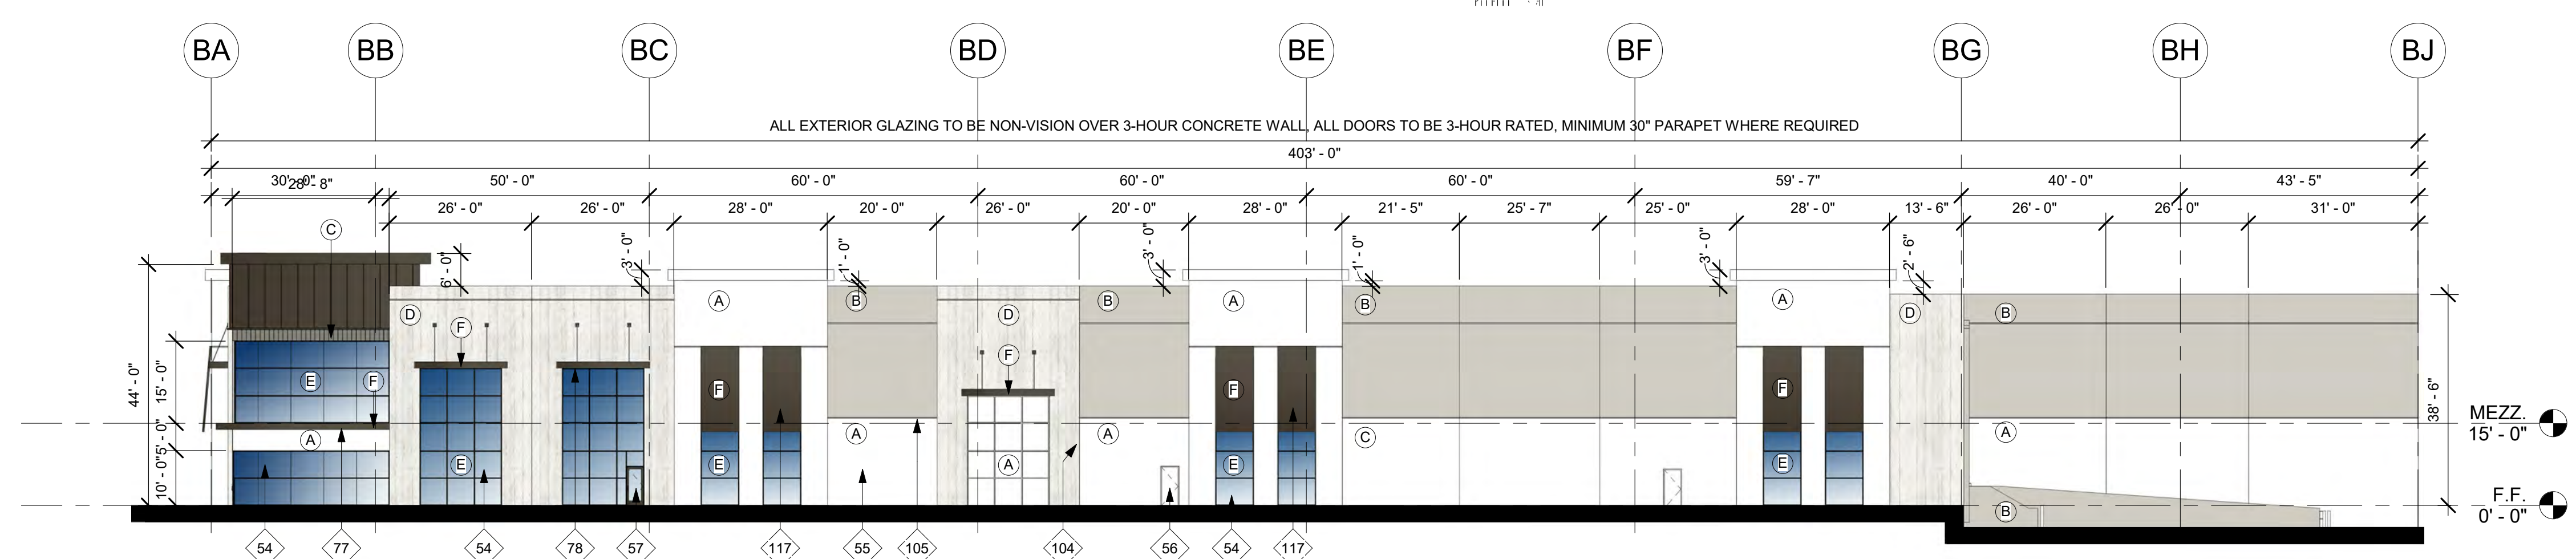 BA BB BC BD BE BF BG BH BJ
ALL EXTERIOR GLAZING TO BE NON-VISION OVER 3-HOUR CONCRETE WALL, ALL DOORS TO BE 3-HOUR RATED, MINIMUM 30" PARAPET WHERE REQUIRED
403' - 0"
30' - 0" 50' - 0" 60' - 0" 60' - 0" 60' - 0" 59' - 7" 40' - 0" 43' - 5"
28' - 8"
26' - 0" 26' - 0" 28' - 0" 20' - 0" 26' - 0" 20' - 0" 28' - 0" 21' - 5" 25' - 7" 25' - 0" 28' - 0" 13' - 6" 26' - 0" 26' - 0" 31' - 0"
C
6' - 0" 3' - 0" 1' - 0" 3' - 0" 1' - 0" 3' - 0" 2' - 6"
A B B A B A
D F D D B
44' - 0" 15' - 0" 5' - 0" 10' - 0"
F
E F F F F
38' - 6"
MEZZ.
15' - 0"
A A A C A
E E A E E
F.F.
0' - 0"
B
54 77 54 78 57 117 55 105 104 56 54 117